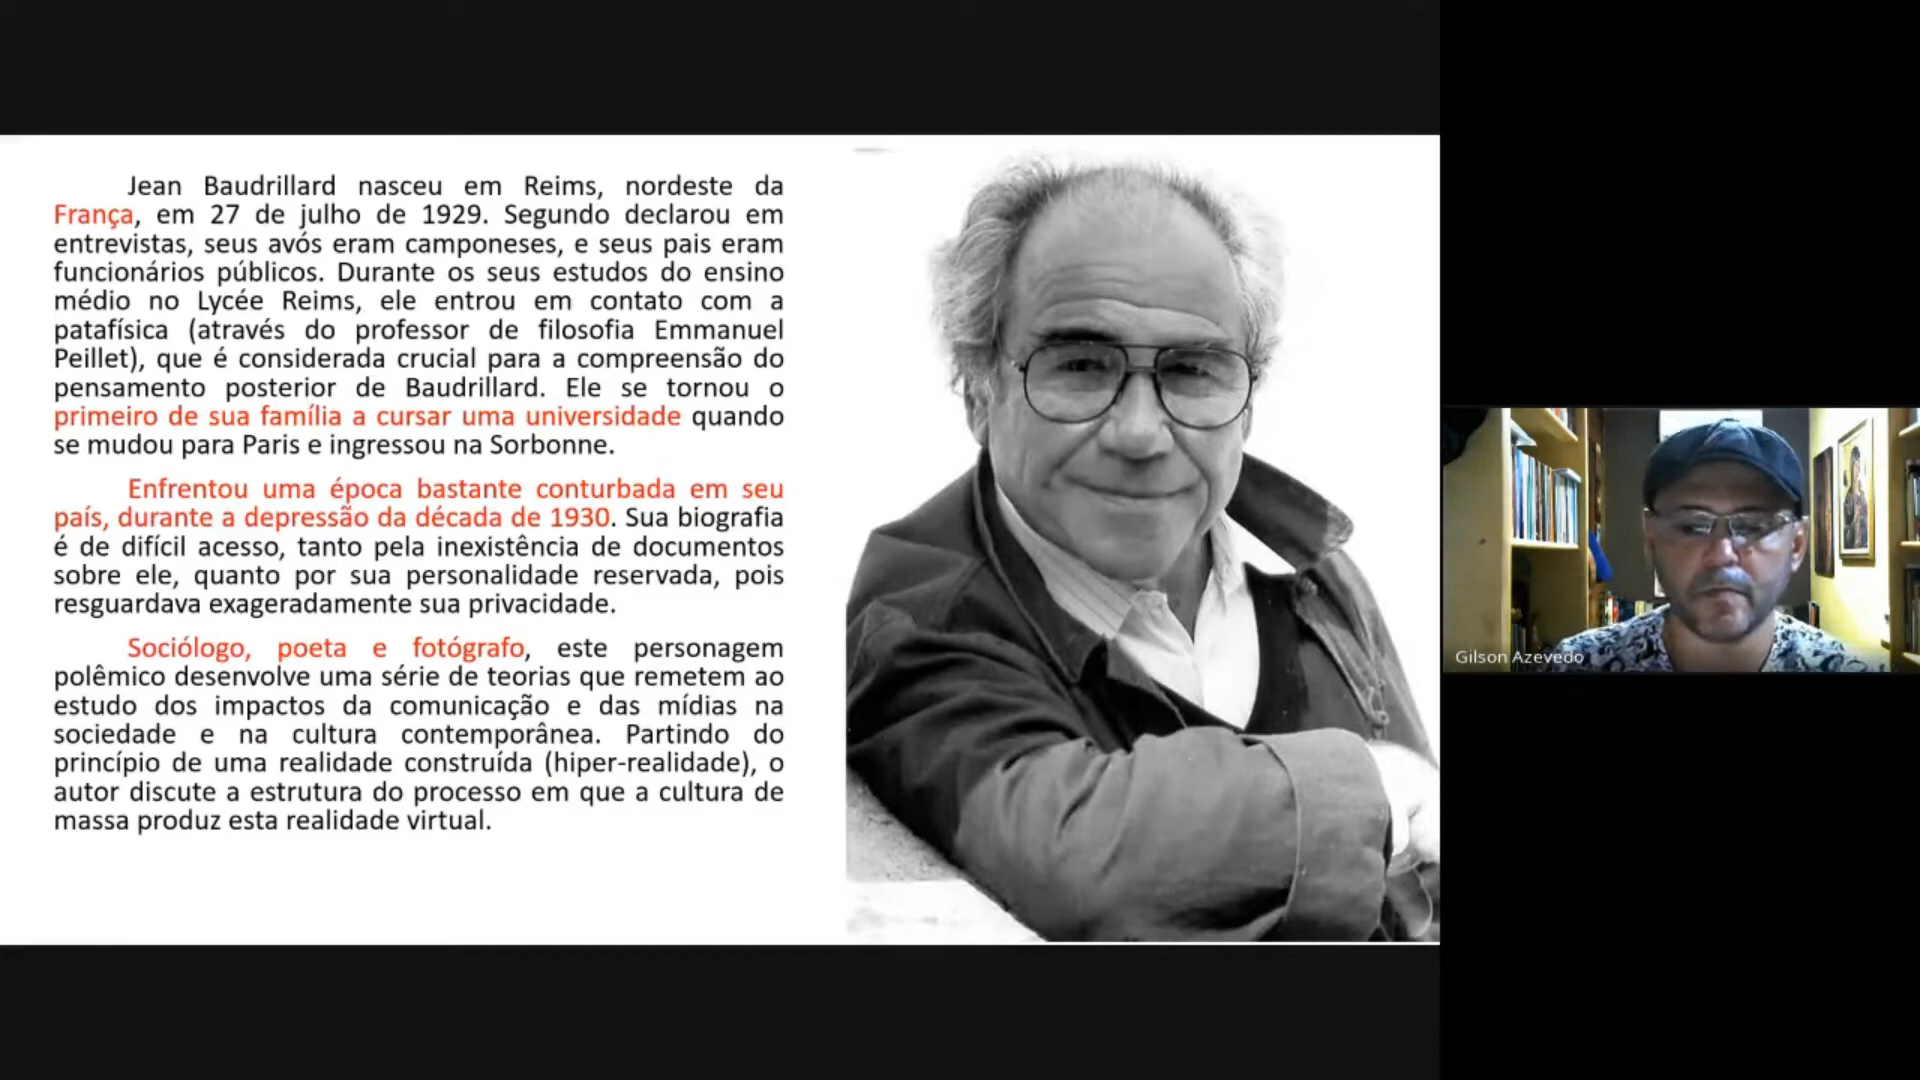 Jean Baudrillard nasceu em Reims, nordeste da
França, em 27 de julho de 1929. Segundo declarou em
entrevistas, seus avós eram camponeses, e seus pais eram
funcionários públicos. Durante os seus estudos do ensino
médio no Lycée Reims, ele entrou em contato com a
patafísica (através do professor de filosofia Emmanuel
Peillet), que é considerada crucial para a compreensão do
pensamento posterior de Baudrillard. Ele se tornou o
primeiro de sua família a cursar uma universidade quando
se mudou para Paris e ingressou na Sorbonne.
Enfrentou uma época bastante conturbada em seu
país, durante a depressão da década de 1930. Sua biografia
é de difícil acesso, tanto pela inexistência de documentos
sobre ele, quanto por sua personalidade reservada, pois
resguardava exageradamente sua privacidade.
Sociólogo, poeta e fotógrafo, este personagem
polêmico desenvolve uma série de teorias que remetem ao
estudo dos impactos da comunicação e das mídias na
sociedade e na cultura contemporânea. Partindo do
princípio de uma realidade construída (hiper-realidade), o
autor discute a estrutura do processo em que a cultura de
massa produz esta realidade virtual.
Gilson Azevedo